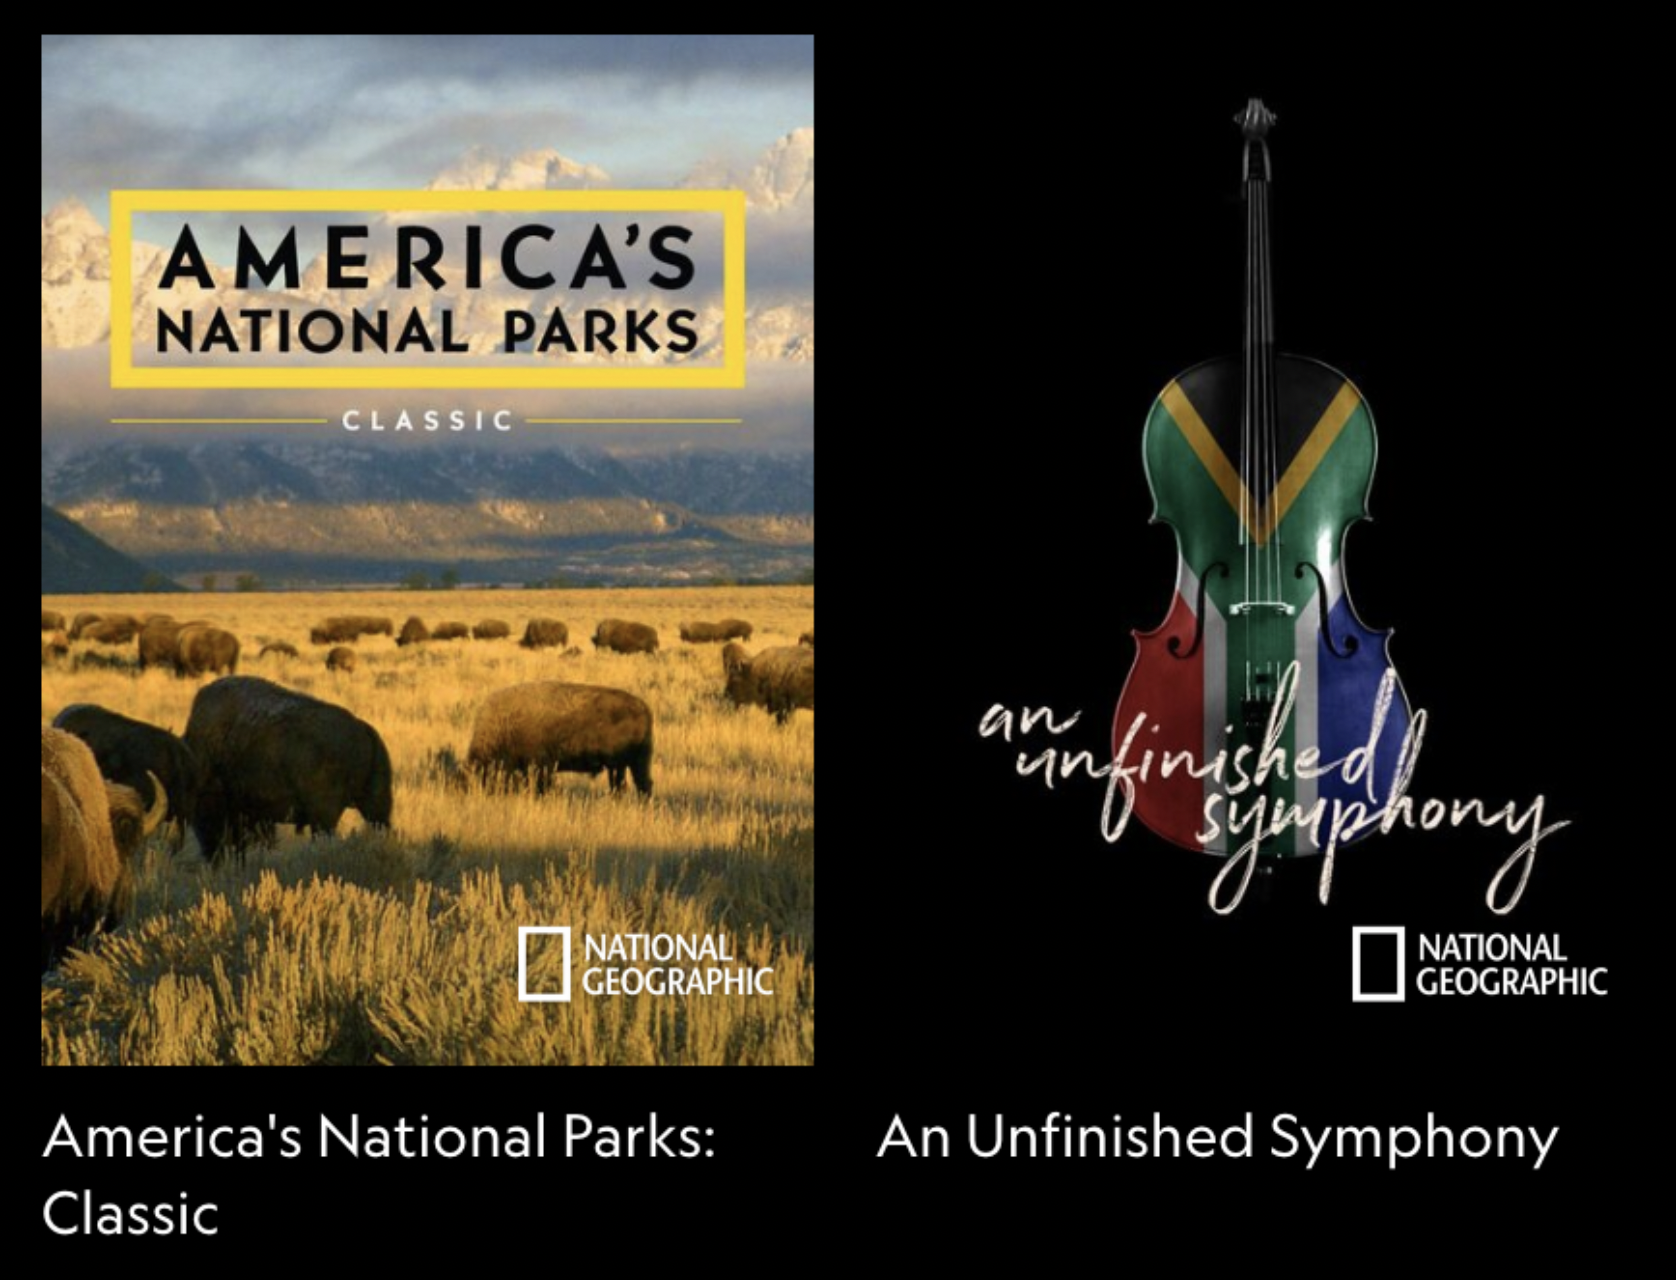 AMERICA'S
NATIONAL PARKS
CLASSIC
NATIONAL
GEOGRAPHIC
America's National Parks:
Classic
an
unfinished
symphony
NATIONAL
GEOGRAPHIC
An Unfinished Symphony